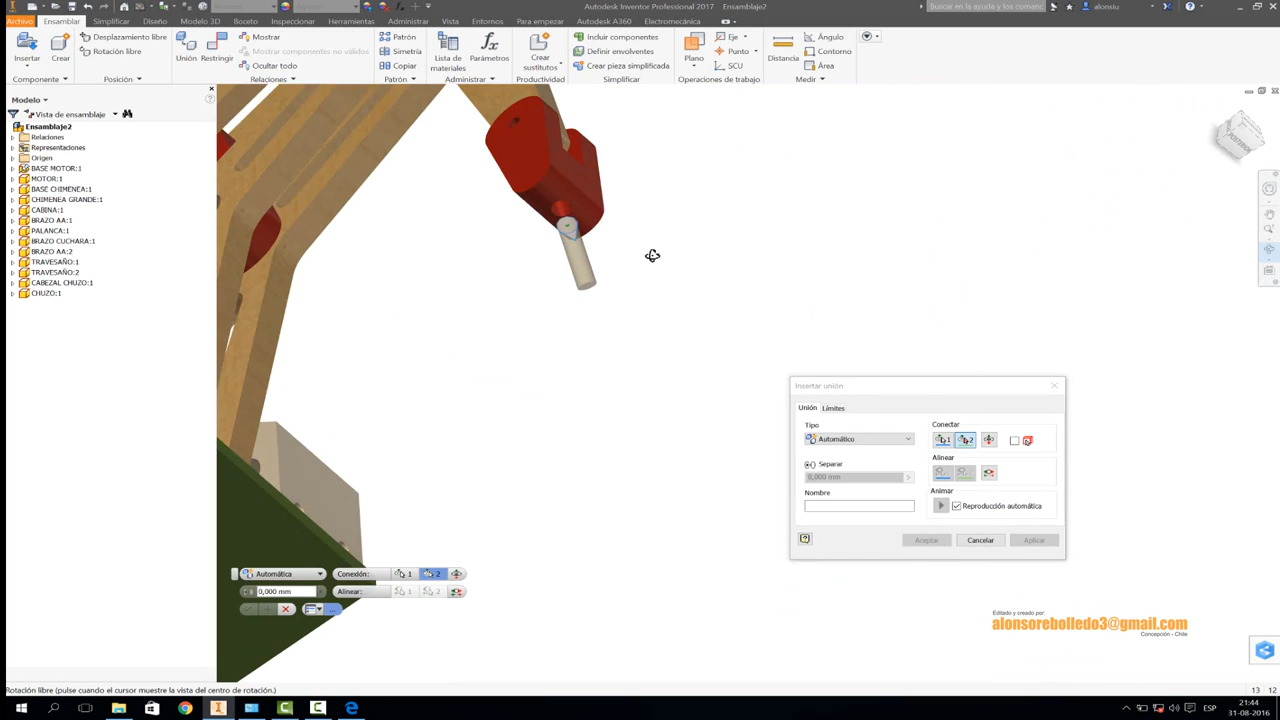 Autodesk Inventor Professional 2017 Ensamblaje2
Buscar en la ayuda y los comanc
alonsiu
Archivo Ensamblar Simplificar Diseño Modelo 3D Boceto Inspeccionar Herramientas Administrar Vista Entornos Para empezar Autodesk A360 Electromecánica
Insertar
Crear
Desplazamiento libre
Rotación libre
Unión
Restringir
Mostrar
Mostrar componentes no válidos
Ocultar todo
Patrón
Simetría
Copiar
Lista de materiales
Parámetros
Crear sustitutos
Incluir componentes
Definir envolventes
Crear pieza simplificada
Plano
Eje
Punto
SCU
Distancia
Ángulo
Contorno
Área
Componente Posición Relaciones Patrón Administrar Productividad Simplificar Operaciones de trabajo Medir
Modelo
Vista de ensamblaje
Ensamblaje2
Relaciones
Representaciones
Origen
BASE MOTOR:1
MOTOR:1
BASE CHIMENEA:1
CHIMENEA GRANDE:1
CABINA:1
BRAZO AA:1
PALANCA:1
BRAZO CUCHARA:1
BRAZO AA:2
TRAVESAÑO:1
TRAVESAÑO:2
CABEZAL CHUZO:1
CHUZO:1
Insertar unión
Unión Límites
Tipo
Automático
Conectar
1 2
Separar
0,000 mm
Alinear
Nombre
Animar
Reproducción automática
Aceptar Cancelar Aplicar
Automática Conexión: 1 2
0,000 mm Alinear: 1 2
...
Editado y creado por:
alonsorebolledo3@gmail.com
Concepción - Chile
Rotación libre (pulse cuando el cursor muestre la vista del centro de rotación.)
13 12
ESP
21:44
31-08-2016